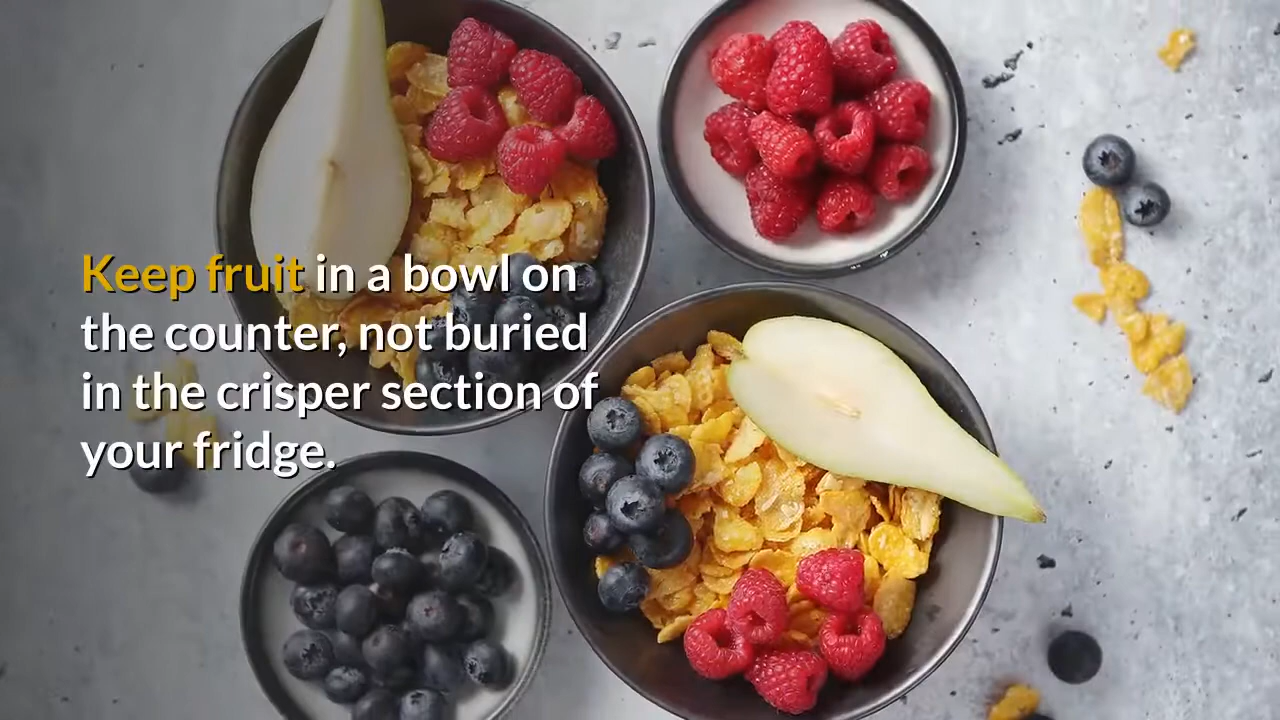 Keep fruit in a bowl on
the counter, not buried
in the crisper section of
your fridge.